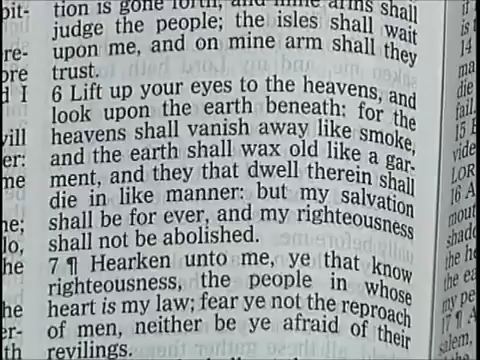 tion is gone forth, and mine arms shall
judge the people; the isles shall wait
upon me, and on mine arm shall they
trust.
6 Lift up your eyes to the heavens, and
look upon the earth beneath: for the
heavens shall vanish away like smoke,
and the earth shall wax old like a gar-
ment, and they that dwell therein shall
die in like manner: but my salvation
shall be for ever, and my righteousness
shall not be abolished.
7 ¶ Hearken unto me, ye that know
righteousness, the people in whose
heart is my law; fear ye not the reproach
of men, neither be ye afraid of their
revilings.